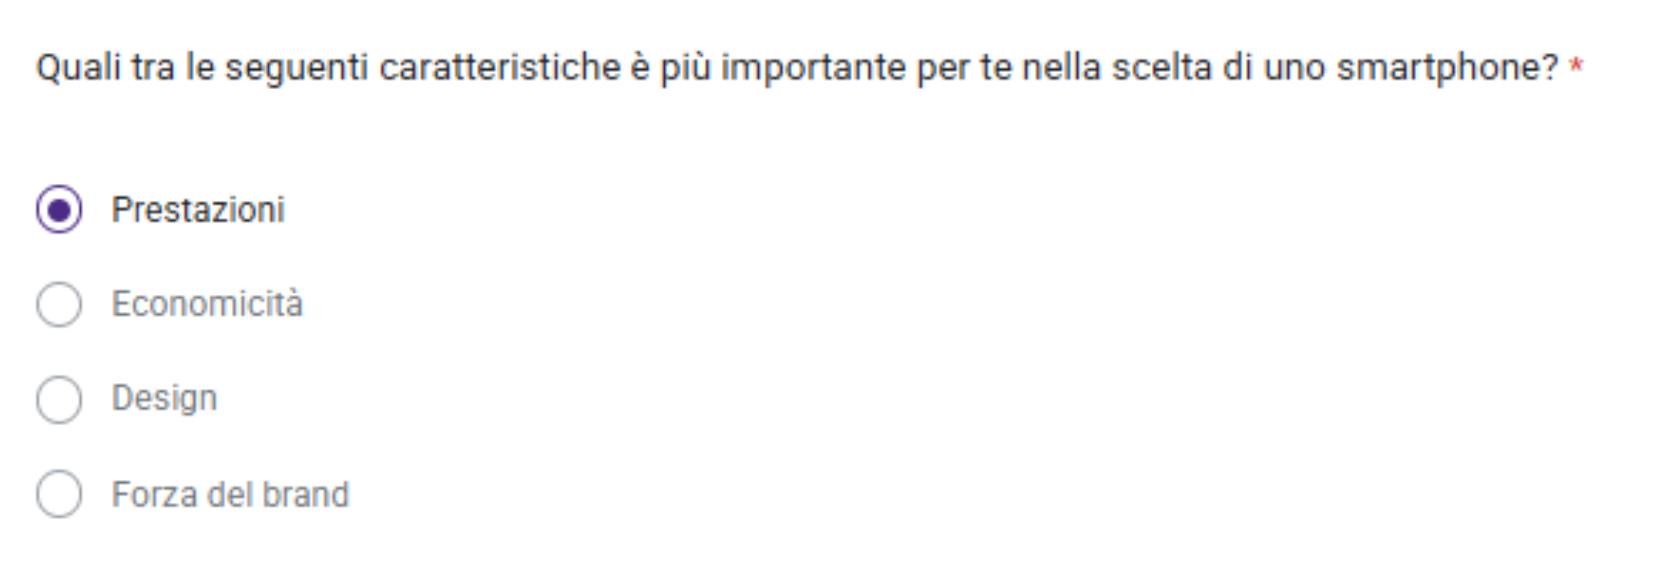 Quali tra le seguenti caratteristiche è più importante per te nella scelta di uno smartphone? *
Prestazioni
Economicità
Design
Forza del brand